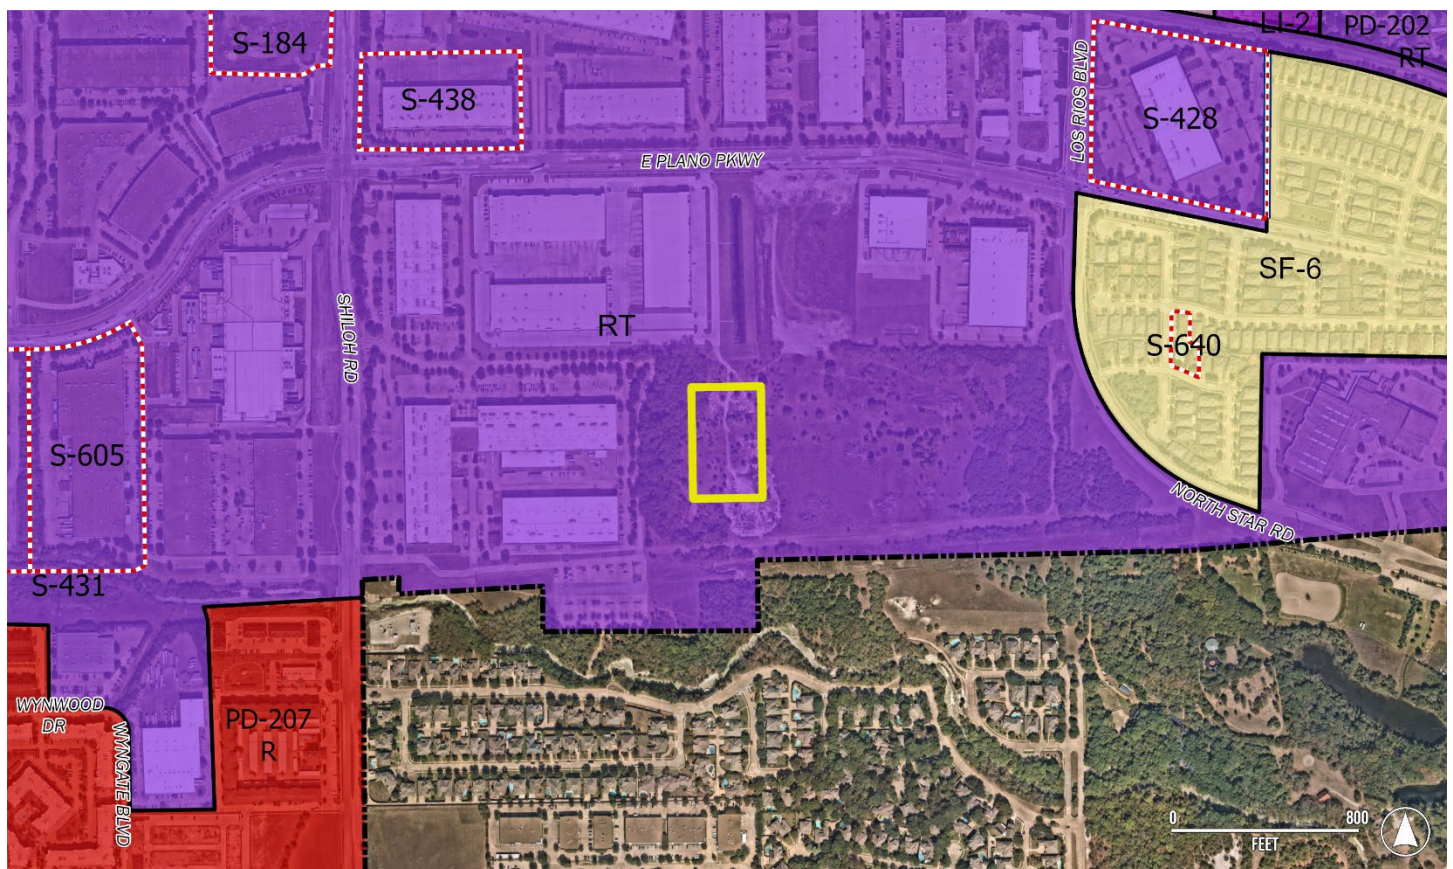 S-184
S-438
LOS RIOS BLVD
S-428
LI-2
PD-202
RT
E PLANO PKWY
SF-6
SHILOH RD
RT
S-640
S-605
NORTH STAR RD
S-431
WYNWOOD
DR
WYNGATE BLVD
PD-207
R
0 800
FEET